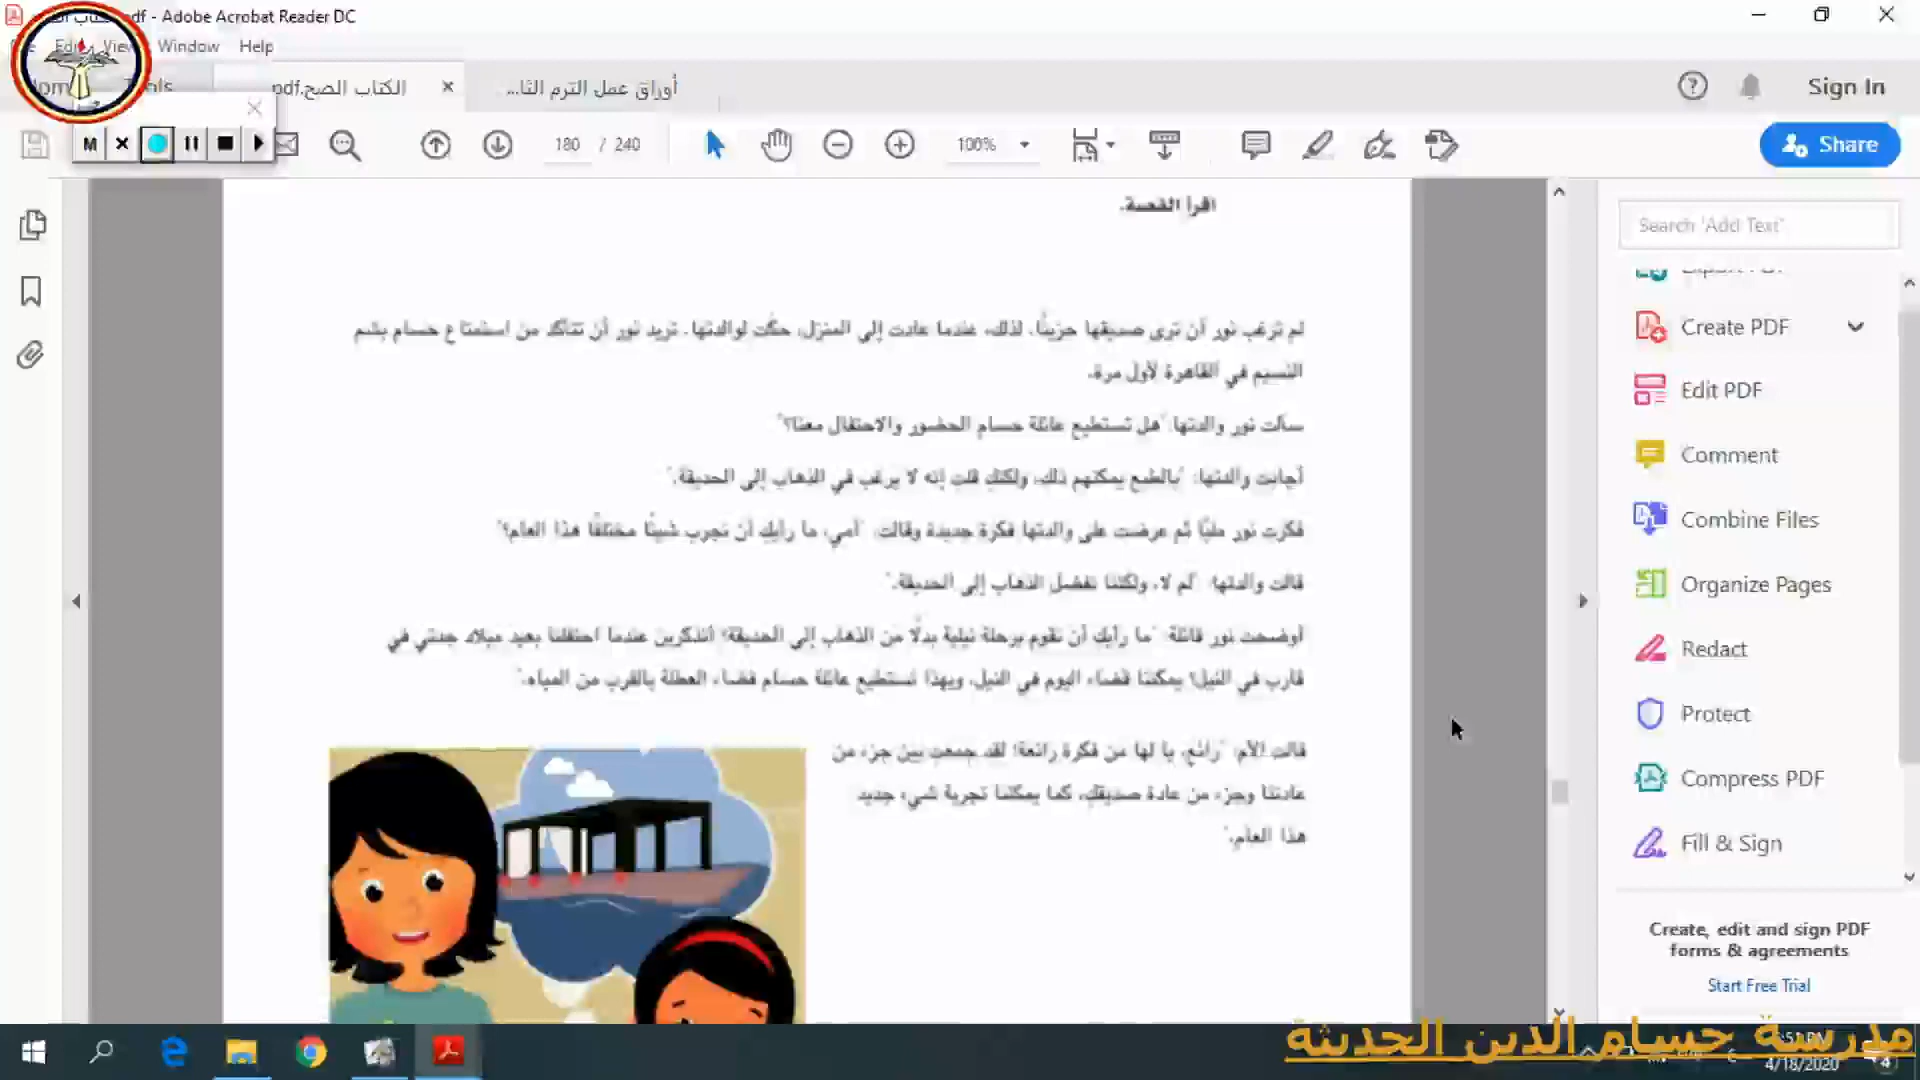 pdf - Adobe Acrobat Reader DC
Edit View Window Help
Tools
الكتاب الصح.pdf
أوراق عمل الترم الثا...
Sign In
M
180 / 240
100%
Share
اقرأ القصة.
لم ترغب نور أن ترى صديقها حزينًا. لذلك، عندما عادت إلى المنزل، حكَت لوالدتها. تريد نور أن تتأكد من استمتاع حسام بشم
النسيم في القاهرة لأول مرة.
سألت نور والدتها: "هل تستطيع عائلة حسام الحضور والاحتفال معنا؟"
أجابت والدتها: "بالطبع يمكنهم ذلك، ولكنكِ قلتِ إنه لا يرغب في الذهاب إلى الحديقة."
فكرت نور مليًا ثم عرضت على والدتها فكرة جديدة وقالت: "أمي، ما رأيكِ أن نجرب شيئًا مختلفًا هذا العام؟"
قالت والدتها: "لم لا، ولكننا نفضل الذهاب إلى الحديقة."
أوضحت نور قائلة: "ما رأيكِ أن نقوم برحلة نيلية بدلًا من الذهاب إلى الحديقة؟ أتذكرين عندما احتفلنا بعيد ميلاد جدتي في
قارب في النيل؟ يمكننا قضاء اليوم في النيل، وبهذا تستطيع عائلة حسام قضاء العطلة بالقرب من المياه."
قالت الأم: "رائع، يا لها من فكرة رائعة! لقد جمعتِ بين جزء من
عادتنا وجزء من عادة صديقكِ، كما يمكننا تجربة شيء جديد
هذا العام."
Search 'Add Text'
Export PDF
Create PDF
Edit PDF
Comment
Combine Files
Organize Pages
Redact
Protect
Compress PDF
Fill & Sign
Create, edit and sign PDF
forms & agreements
Start Free Trial
مدرسة حسام الدين الحديثة
4/18/2020